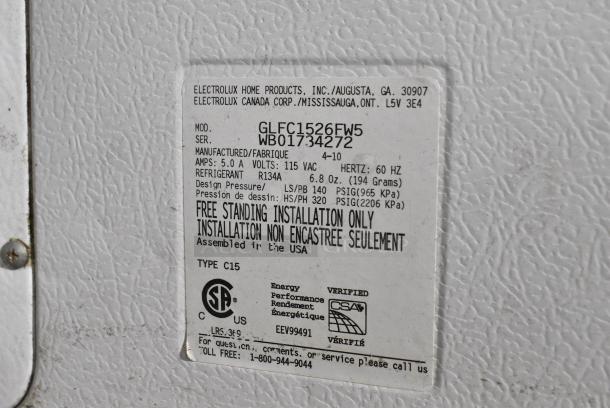 ELECTROLUX HOME PRODUCTS, INC./AUGUSTA, GA. 30907
ELECTROLUX CANADA CORP./MISSISSAUGA,ONT. L5V 3E4
MOD. GLFC1526FW5
SER. WB01734272
MANUFACTURED/FABRIQUE 4-10
AMPS: 5.0 A VOLTS: 115 VAC HERTZ: 60 HZ
REFRIGERANT R134A 6.8 Oz. (194 Grams)
Design Pressure/ LS/PB 140 PSIG(965 KPa)
Pression de dessin: HS/PH 320 PSIG(2206 KPa)
FREE STANDING INSTALLATION ONLY
INSTALLATION NON ENCASTREE SEULEMENT
Assembled in the USA
TYPE C15
Energy VERIFIED
Performance
Rendement
Énergétique
SA CSA
C US EEV99491 VÉRIFIÉ
For questions, comments, or service please call us
TOLL FREE: 1-800-944-9044